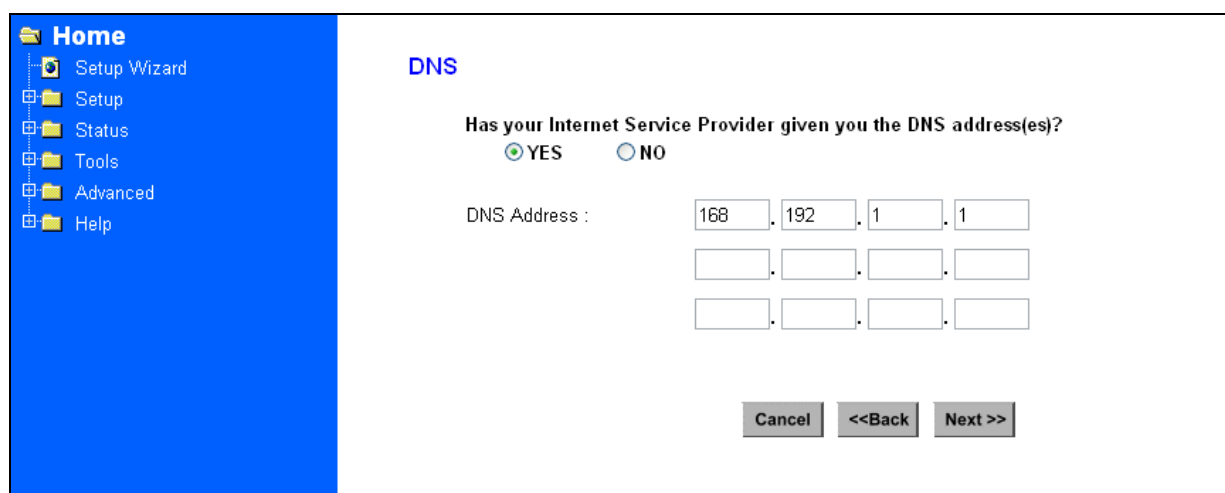 Home
Setup Wizard
Setup
Status
Tools
Advanced
Help
DNS
Has your Internet Service Provider given you the DNS address(es)?
YES NO
DNS Address : 168 . 192 . 1 . 1
. . .
. . .
Cancel <<Back Next >>